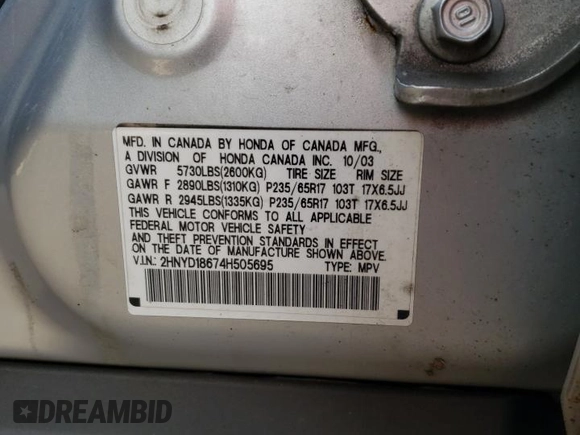 MFD. IN CANADA BY HONDA OF CANADA MFG.,
A DIVISION OF HONDA CANADA INC. 10/03
GVWR 5730LBS(2600KG) TIRE SIZE RIM SIZE
GAWR F 2890LBS(1310KG) P235/65R17 103T 17X6.5JJ
GAWR R 2945LBS(1335KG) P235/65R17 103T 17X6.5JJ
THIS VEHICLE CONFORMS TO ALL APPLICABLE
FEDERAL MOTOR VEHICLE SAFETY
AND THEFT PREVENTION STANDARDS IN EFFECT
ON THE DATE OF MANUFACTURE SHOWN ABOVE.
V.I.N.: 2HNYD18674H505695 TYPE: MPV
DREAMBID